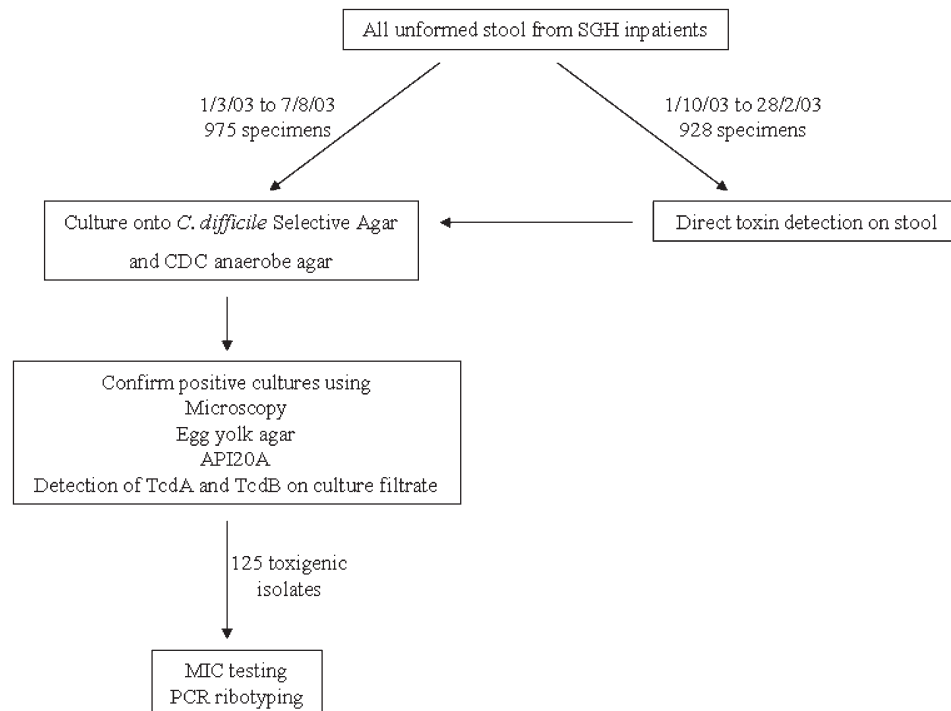 All unformed stool from SGH inpatients
1/3/03 to 7/8/03
975 specimens
1/10/03 to 28/2/03
928 specimens
Culture onto C. difficile Selective Agar
and CDC anaerobe agar
Direct toxin detection on stool
Confirm positive cultures using
Microscopy
Egg yolk agar
API20A
Detection of TcdA and TcdB on culture filtrate
125 toxigenic
isolates
MIC testing
PCR ribotyping